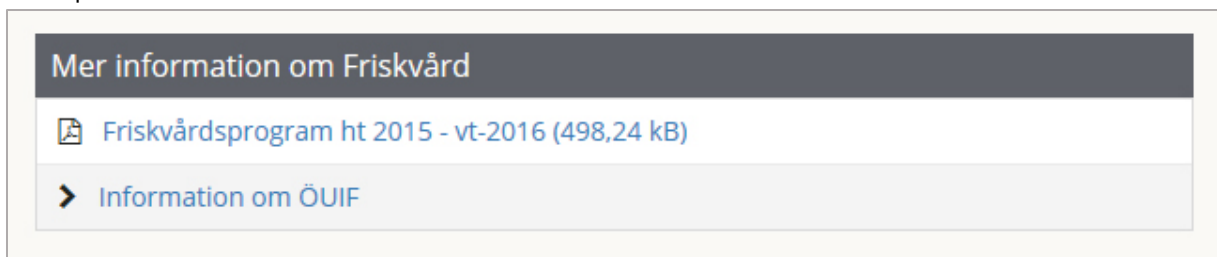 Mer information om Friskvård
Friskvårdsprogram ht 2015 - vt-2016 (498,24 kB)
Information om ÖUIF